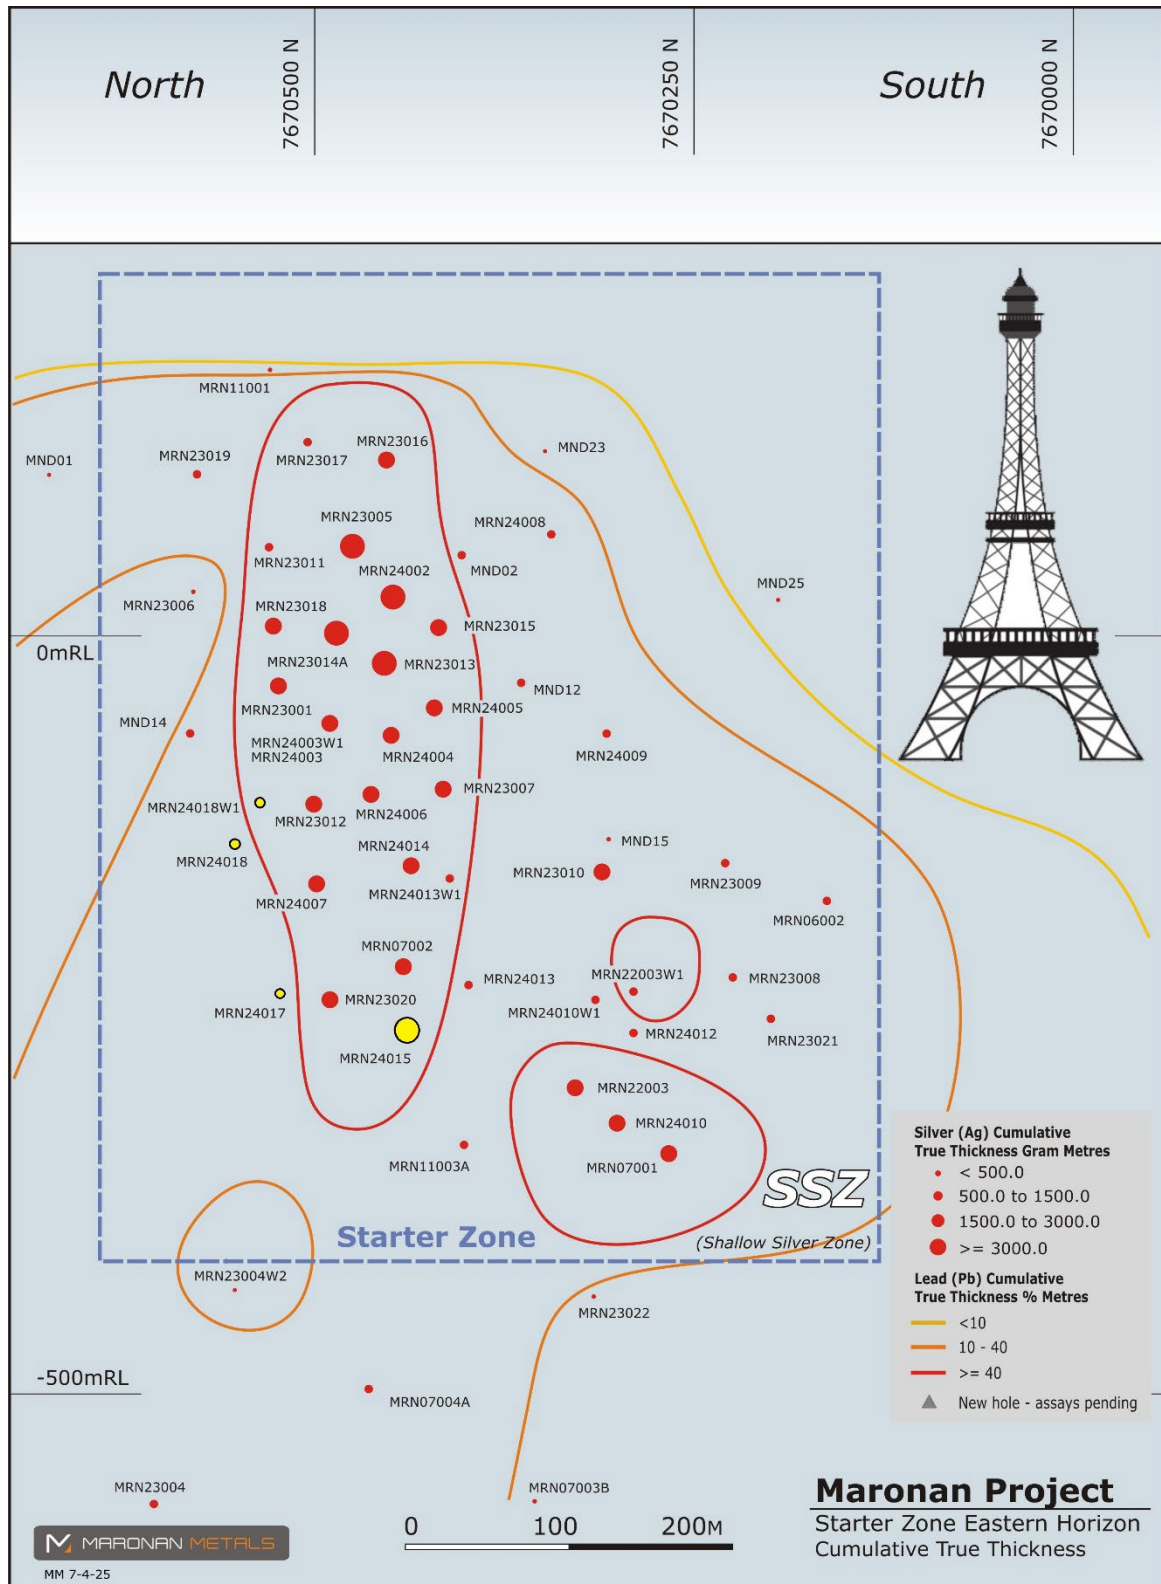 North
7670500 N
7670250 N
South
7670000 N
MRN11001
MRN23016
MRN23017
MND23
MND01
MRN23019
MRN23005
MRN24008
MRN23011
MRN24002
MND02
MRN23006
MND25
MRN23018
MRN23015
0mRL
MRN23014A
MRN23013
MND12
MRN23001
MRN24005
MND14
MRN24003W1
MRN24003
MRN24004
MRN24009
MRN24018W1
MRN23012
MRN24006
MRN23007
MRN24018
MRN24014
MND15
MRN23010
MRN23009
MRN24007
MRN24013W1
MRN06002
MRN07002
MRN22003W1
MRN23008
MRN24013
MRN24017
MRN23020
MRN24010W1
MRN24012
MRN23021
MRN24015
MRN22003
MRN24010
MRN11003A
MRN07001
SSZ
Starter Zone
(Shallow Silver Zone)
MRN23004W2
MRN23022
-500mRL
MRN07004A
MRN23004
MRN07003B
Silver (Ag) Cumulative
True Thickness Gram Metres
< 500.0
500.0 to 1500.0
1500.0 to 3000.0
>= 3000.0
Lead (Pb) Cumulative
True Thickness % Metres
<10
10 - 40
>= 40
New hole - assays pending
0 100 200M
Maronan Project
Starter Zone Eastern Horizon
Cumulative True Thickness
MARONAN METALS
MM 7-4-25